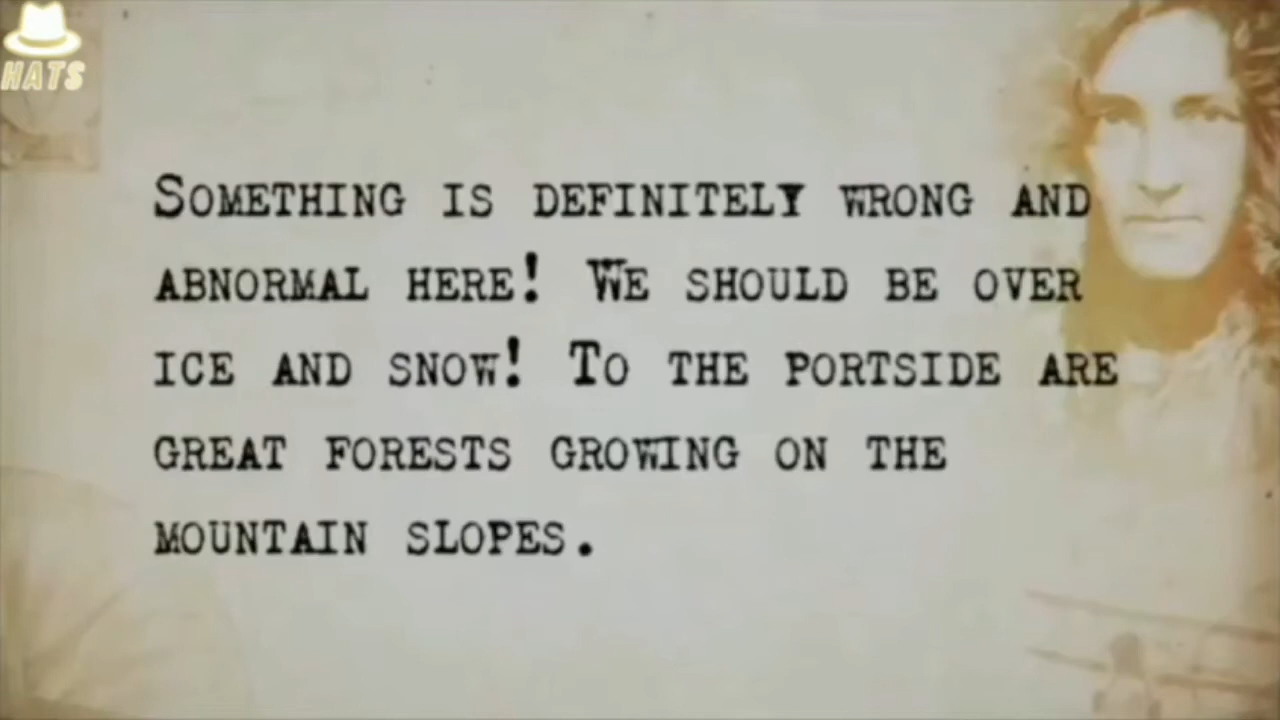 HATS
SOMETHING IS DEFINITELY WRONG AND
ABNORMAL HERE! WE SHOULD BE OVER
ICE AND SNOW! TO THE PORTSIDE ARE
GREAT FORESTS GROWING ON THE
MOUNTAIN SLOPES.